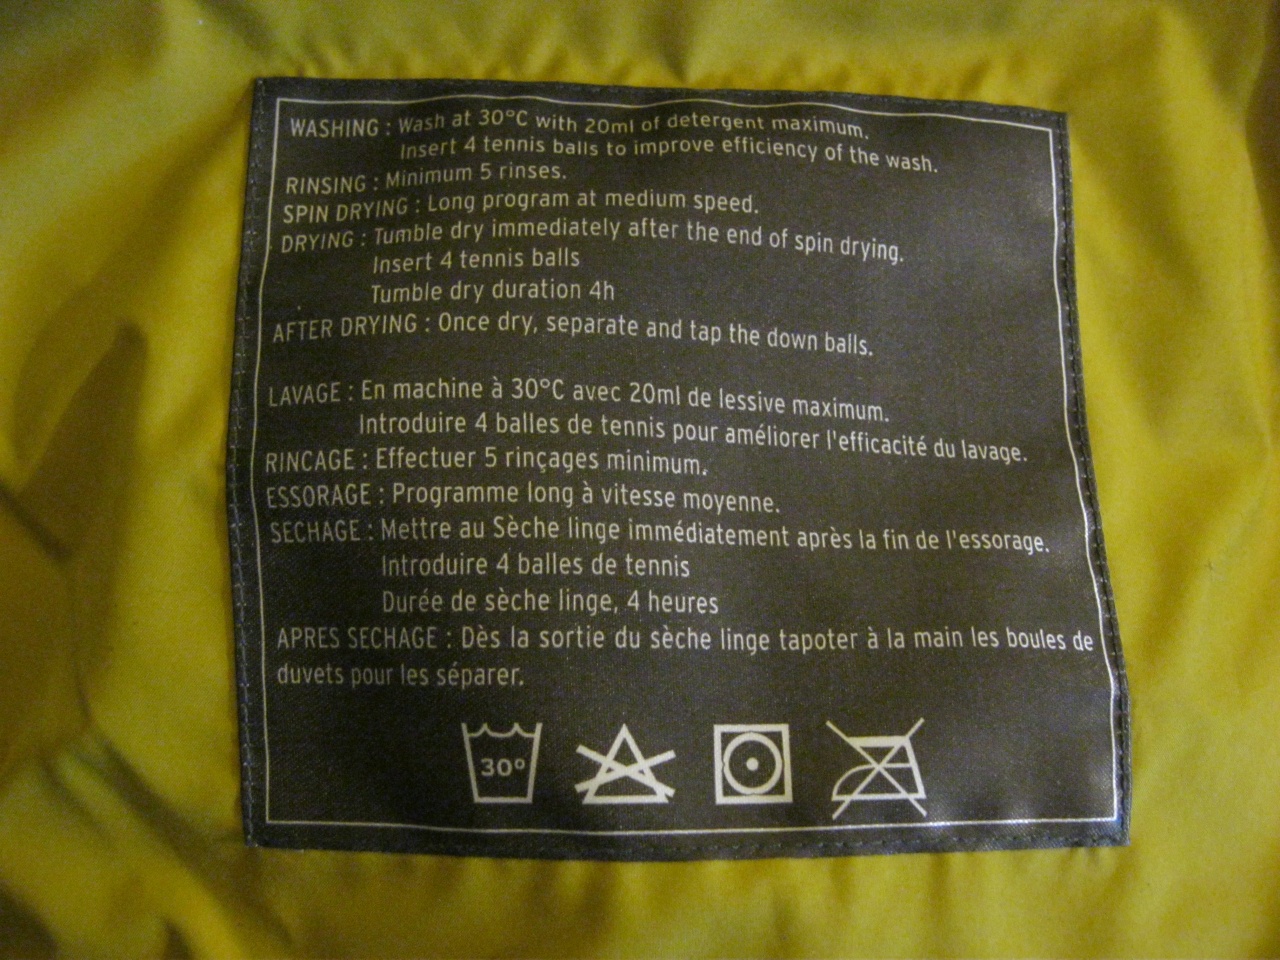 WASHING : Wash at 30°C with 20ml of detergent maximum.
Insert 4 tennis balls to improve efficiency of the wash.
RINSING : Minimum 5 rinses.
SPIN DRYING : Long program at medium speed.
DRYING : Tumble dry immediately after the end of spin drying.
Insert 4 tennis balls
Tumble dry duration 4h
AFTER DRYING : Once dry, separate and tap the down balls.
LAVAGE : En machine à 30°C avec 20ml de lessive maximum.
Introduire 4 balles de tennis pour améliorer l'efficacité du lavage.
RINCAGE : Effectuer 5 rinçages minimum.
ESSORAGE : Programme long à vitesse moyenne.
SECHAGE : Mettre au Sèche linge immédiatement après la fin de l'essorage.
Introduire 4 balles de tennis
Durée de sèche linge, 4 heures
APRES SECHAGE : Dès la sortie du sèche linge tapoter à la main les boules de
duvets pour les séparer.
30°